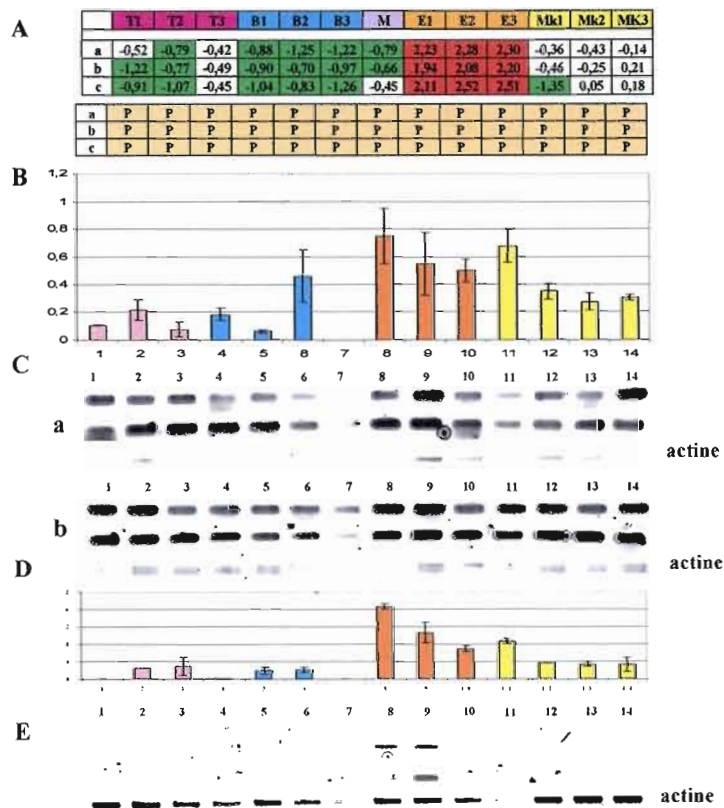 A
T1 T2 T3 B1 B2 B3 M E1 E2 E3 Mk1 Mk2 MK3
a -0,52 -0,79 -0,42 -0,88 -1,25 -1,22 -0,79 2,23 2,28 2,30 -0,36 -0,43 -0,14
b -1,22 -0,77 -0,49 -0,90 -0,70 -0,97 -0,66 1,94 2,08 2,20 -0,46 -0,25 0,21
c -0,91 -1,07 -0,45 -1,04 -0,83 -1,26 -0,45 2,11 2,52 2,51 -1,35 0,05 0,18
a P P P P P P P P P P P P P
b P P P P P P P P P P P P P
c P P P P P P P P P P P P P
B
1,2
1
0,8
0,6
0,4
0,2
0
1 2 3 4 5 6 7 8 9 10 11 12 13 14
C
1 2 3 4 5 6 7 8 9 10 11 12 13 14
a
actine
1 2 3 4 5 6 7 8 9 10 11 12 13 14
b
actine
D
1 2 3 4 5 6 7 8 9 10 11 12 13 14
E
actine